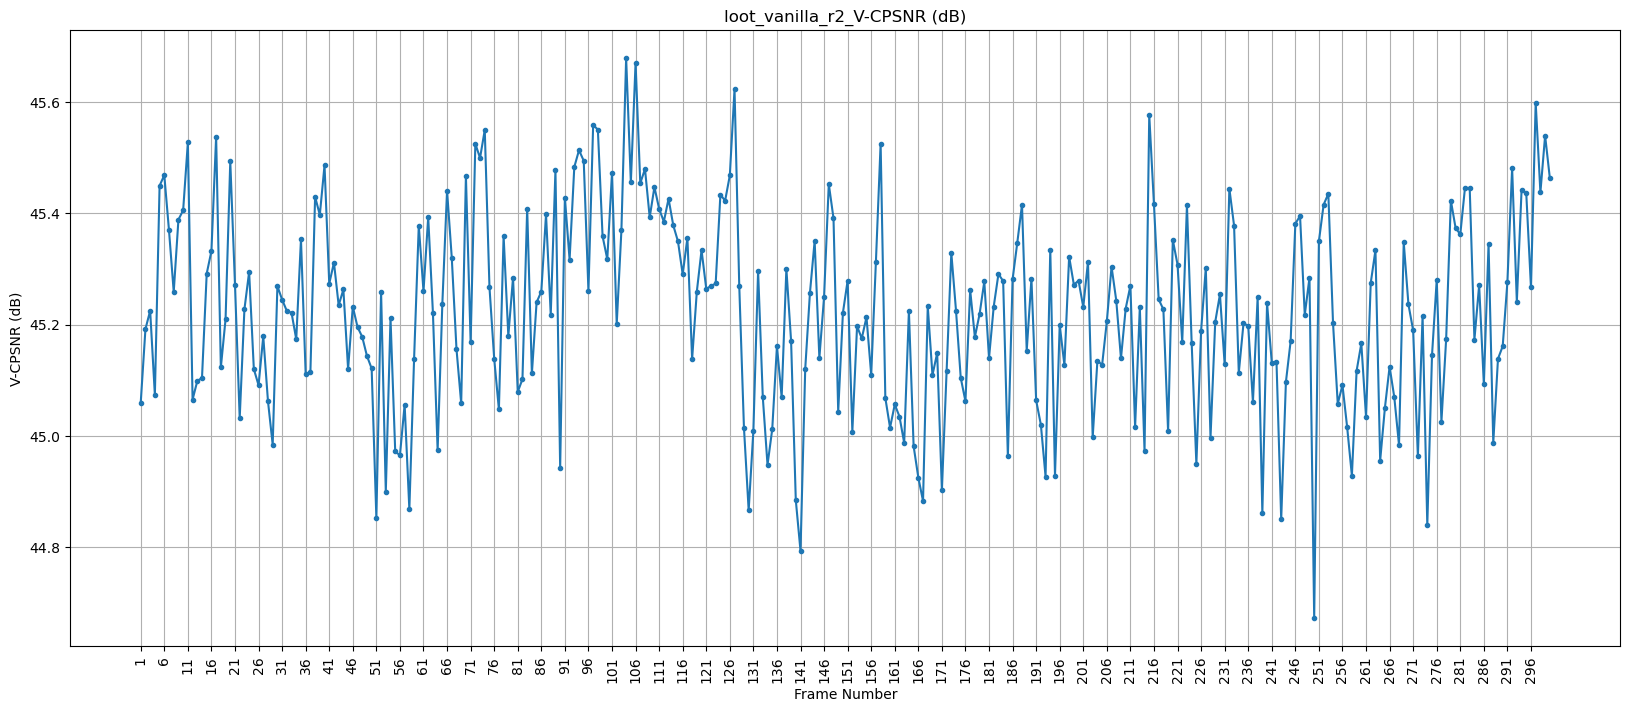 loot_vanilla_r2_V-CPSNR (dB)
V-CPSNR (dB)
45.6
45.4
45.2
45.0
44.8
1 6 11 16 21 26 31 36 41 46 51 56 61 66 71 76 81 86 91 96 101 106 111 116 121 126 131 136 141 146 151 156 161 166 171 176 181 186 191 196 201 206 211 216 221 226 231 236 241 246 251 256 261 266 271 276 281 286 291 296
Frame Number